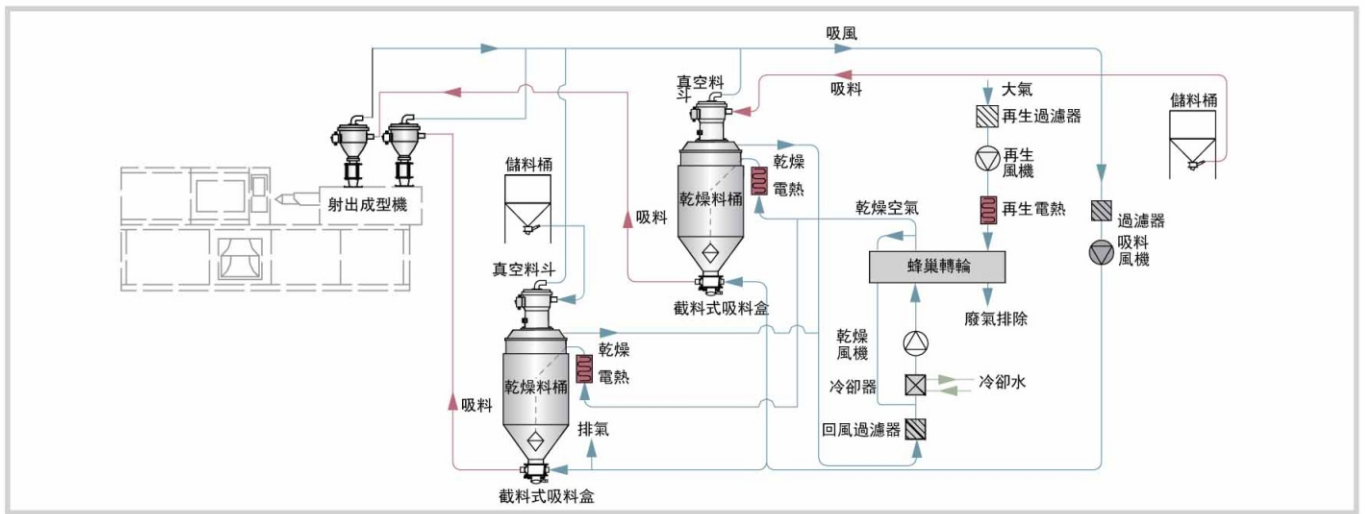 吸風
真空料
斗
吸料
大氣
儲料桶
再生過濾器
儲料桶
乾燥
再生
風機
電熱
射出成型機
乾燥料桶
乾燥空氣
再生電熱
吸料
過濾器
吸料
風機
真空料斗
蜂巢轉輪
截料式吸料盒
廢氣排除
乾燥
風機
乾燥
電熱
乾燥料桶
冷卻器
冷卻水
吸料
排氣
回風過濾器
截料式吸料盒